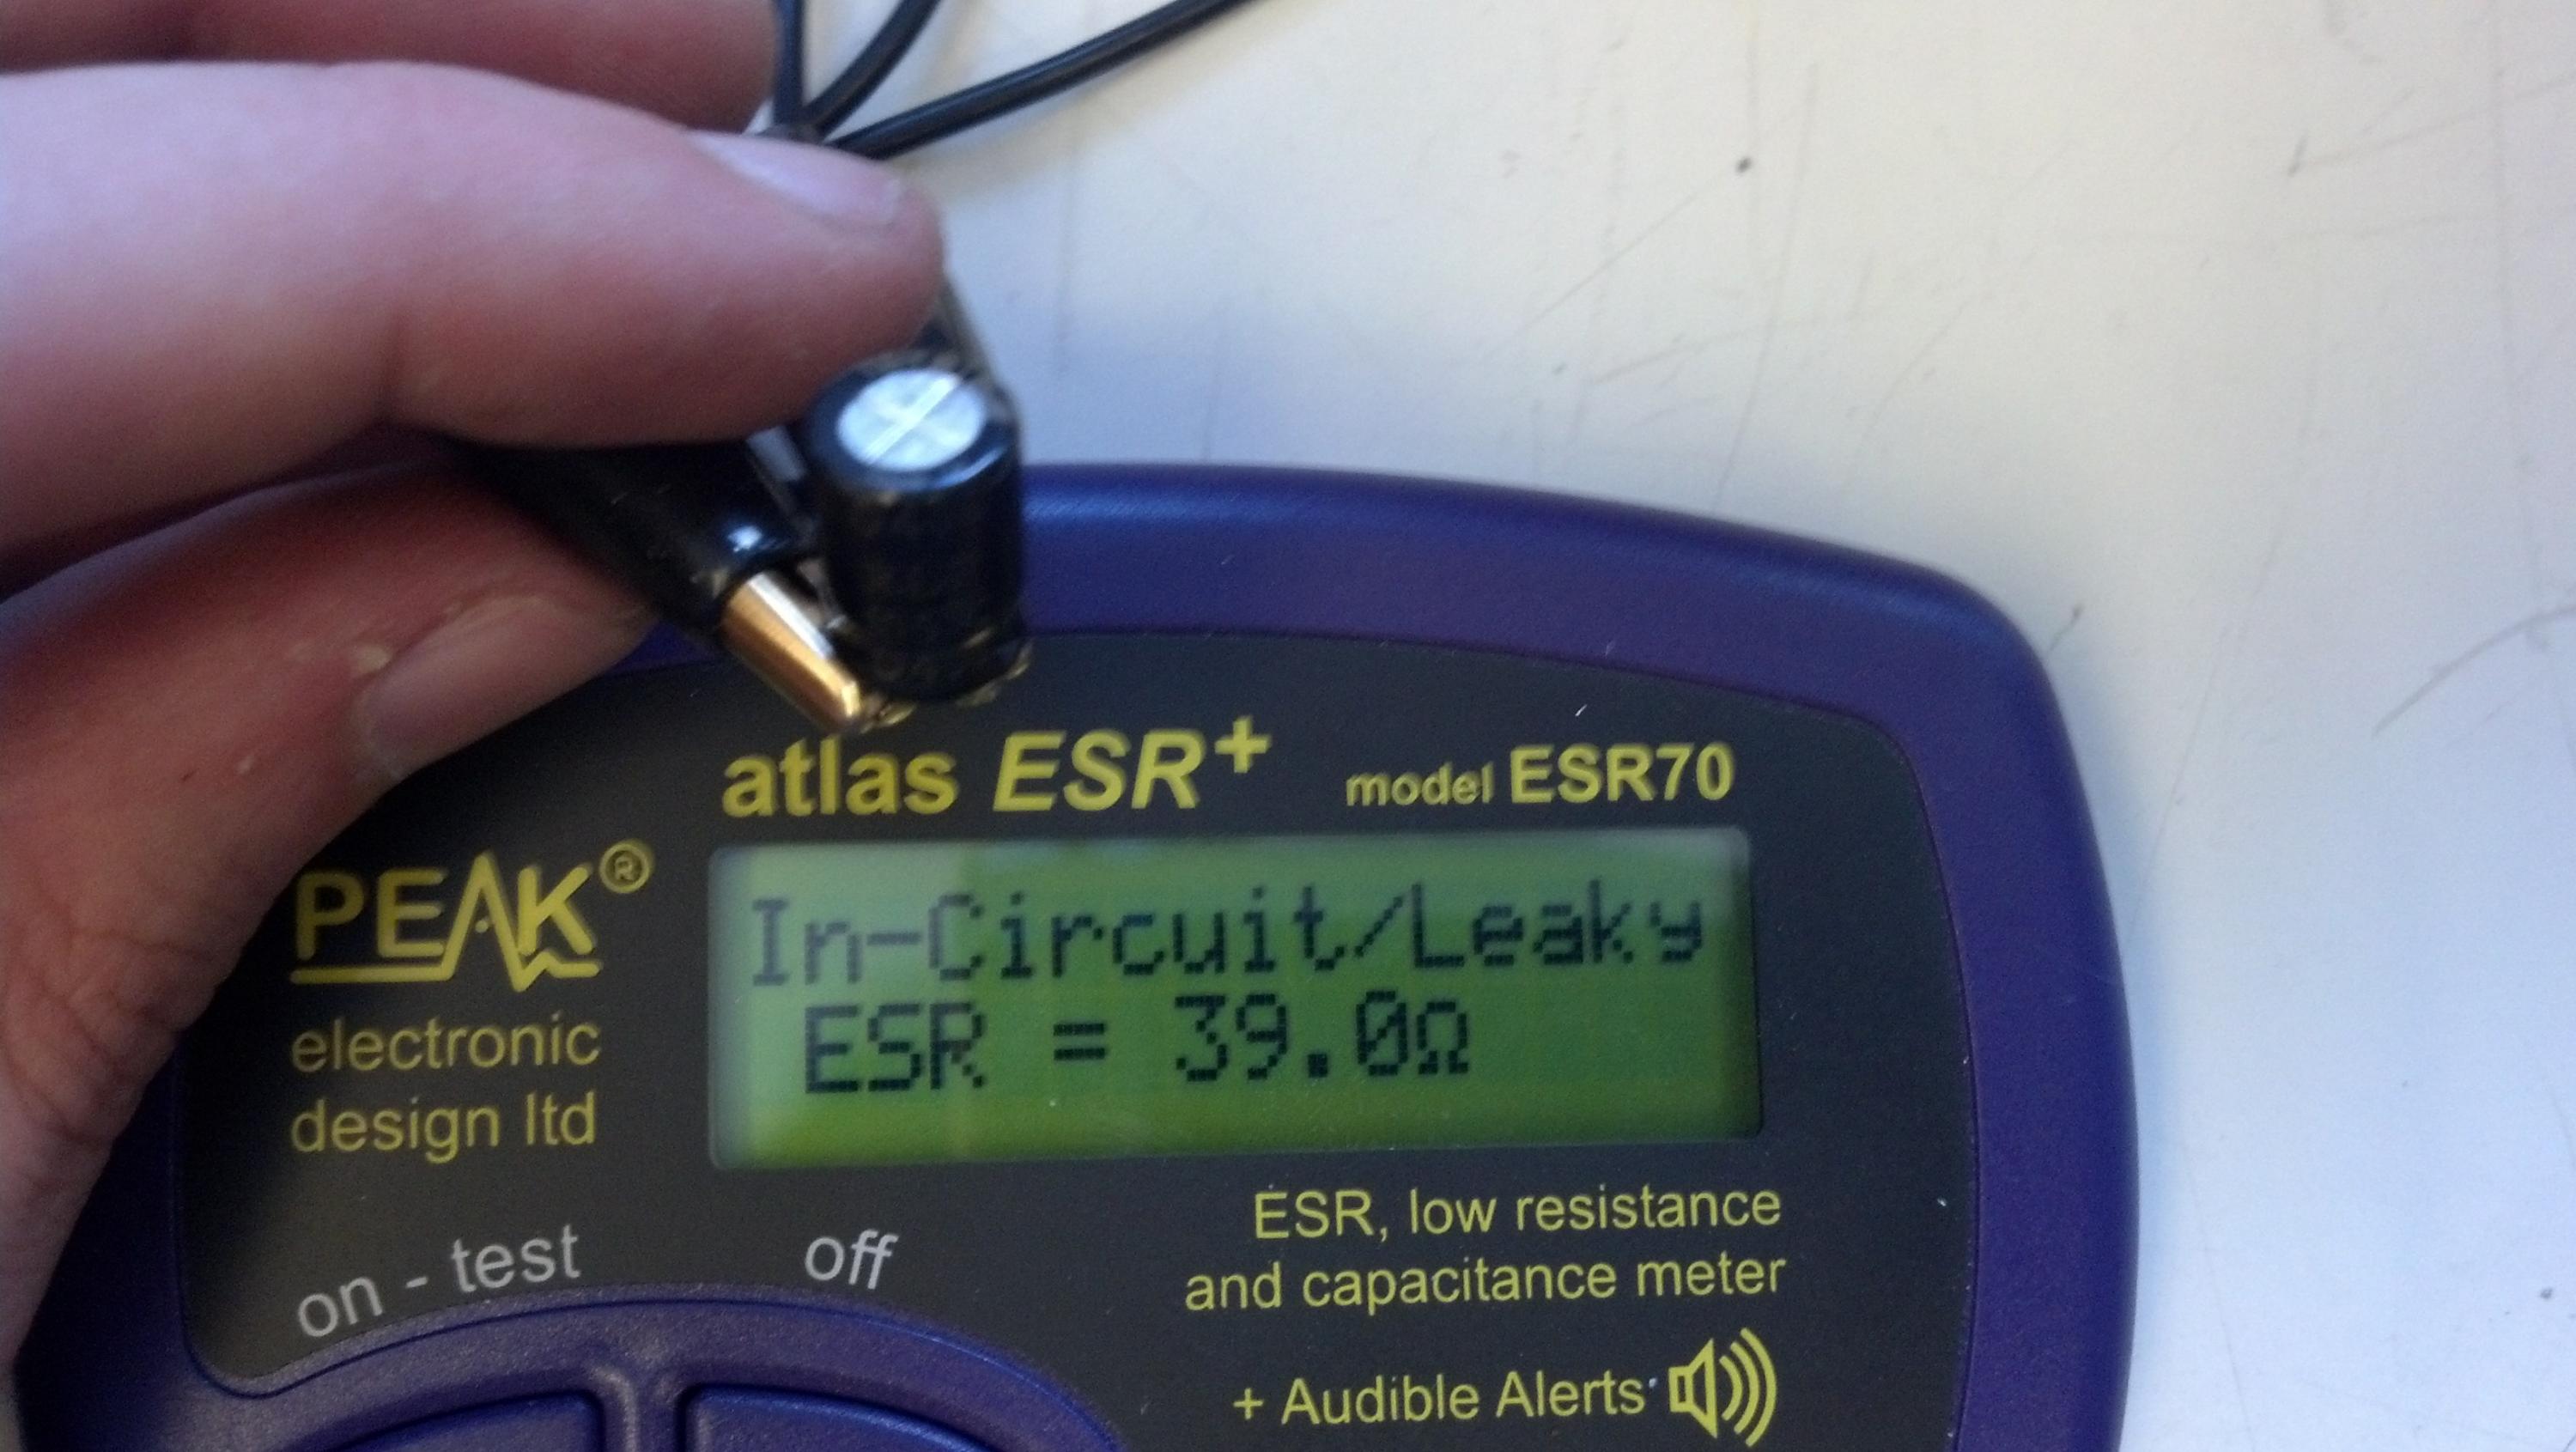 atlas ESR+ model ESR70
PEAK®
In-Circuit/Leaky
ESR = 39.0Ω
electronic
design ltd
on - test
off
ESR, low resistance
and capacitance meter
+ Audible Alerts